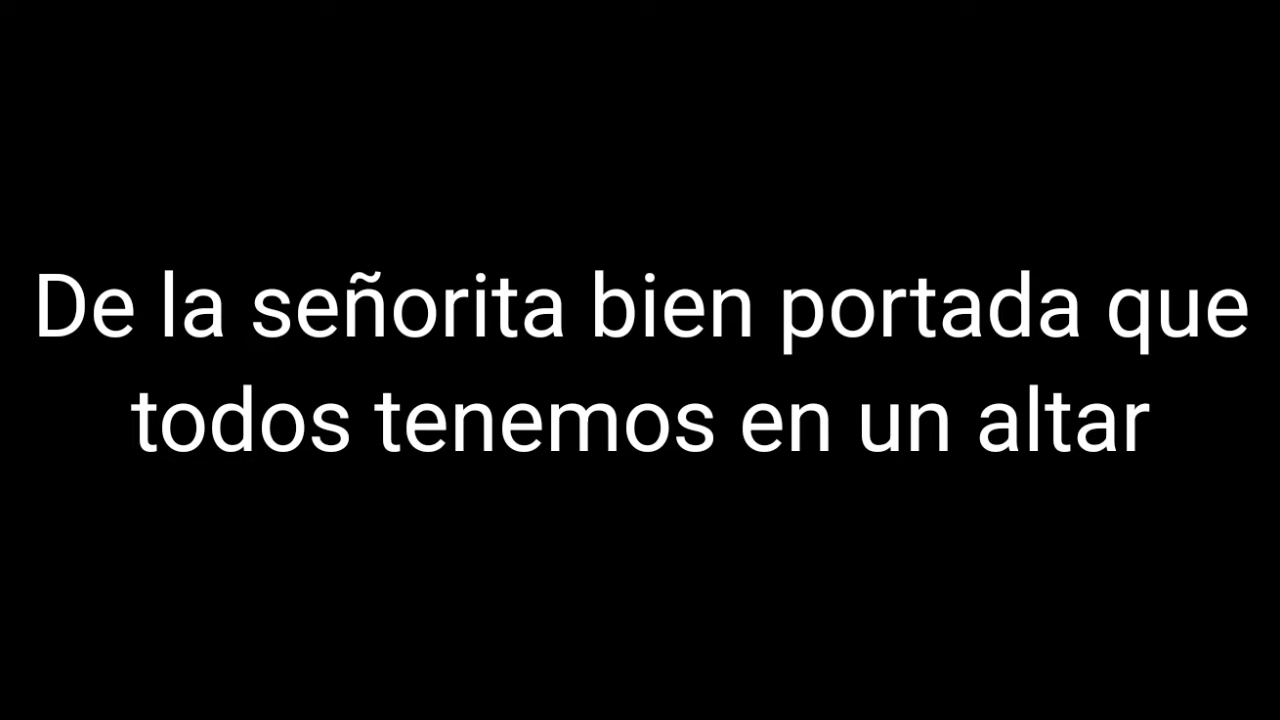 De la señorita bien portada que
todos tenemos en un altar